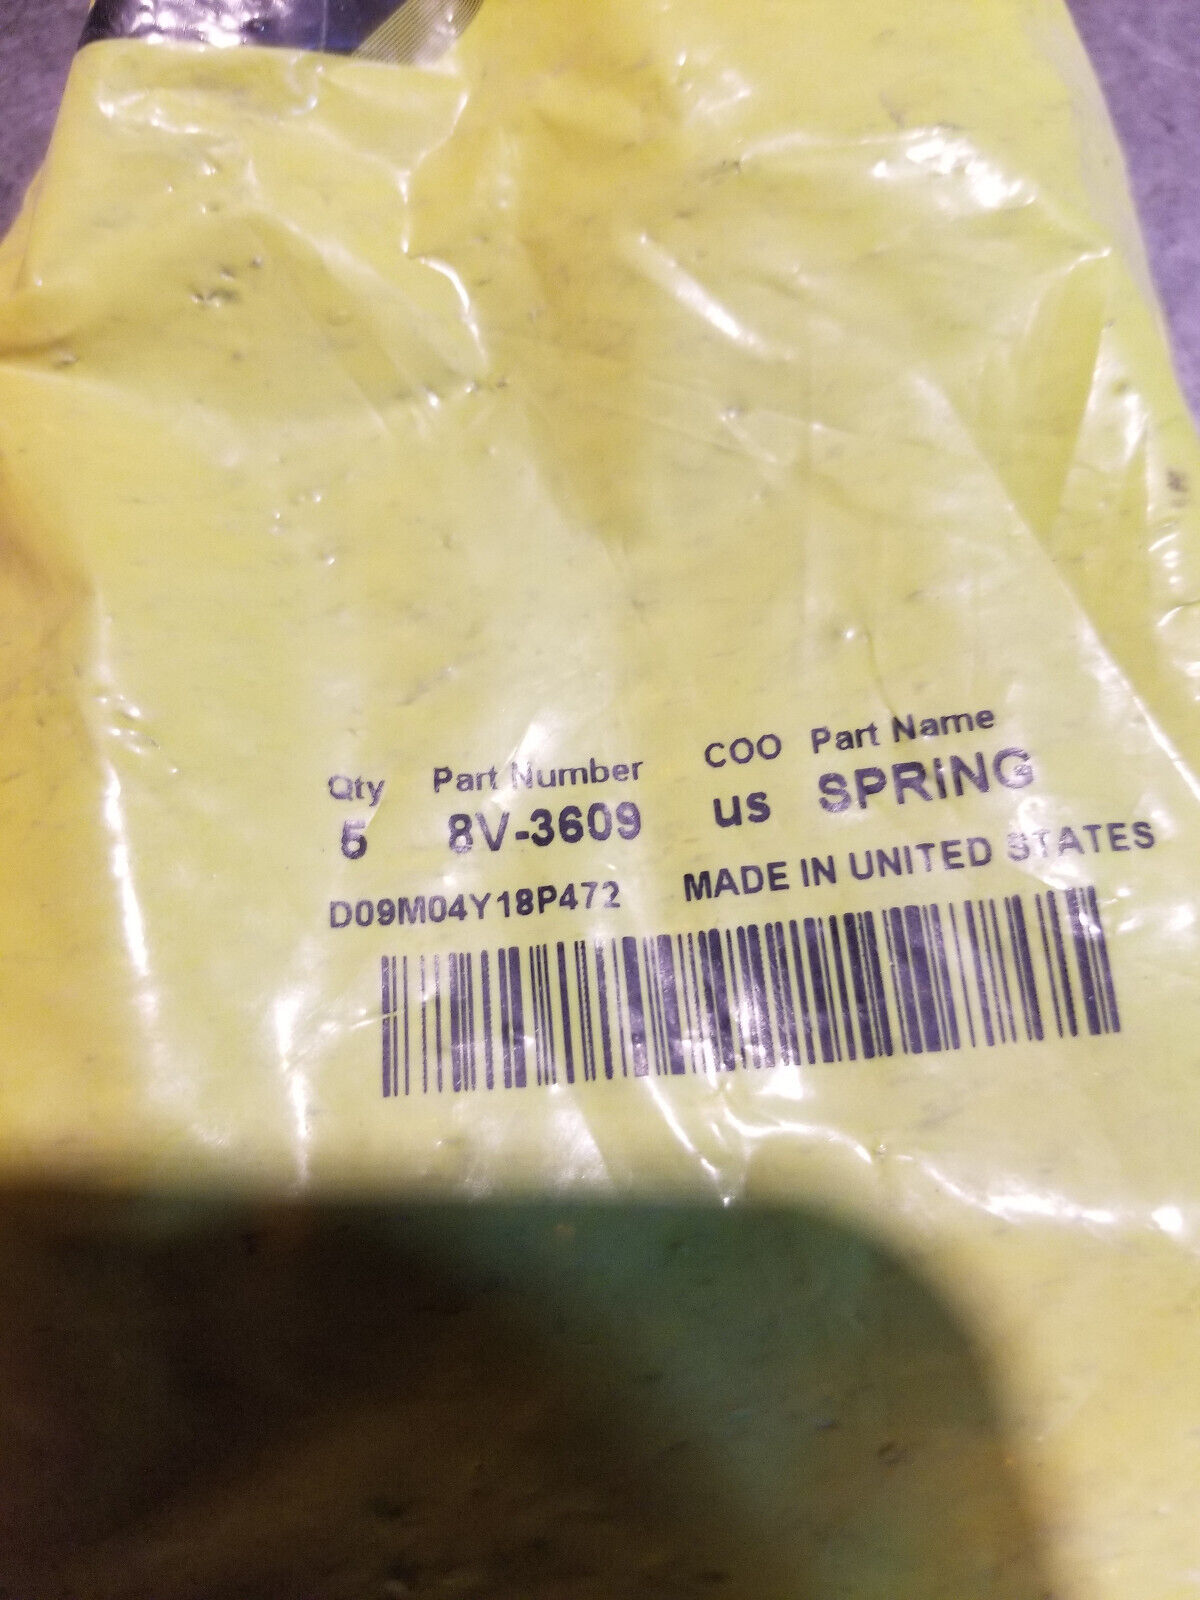 Qty Part Number COO Part Name
5 8V-3609 US SPRING
D09M04Y18P472 MADE IN UNITED STATES